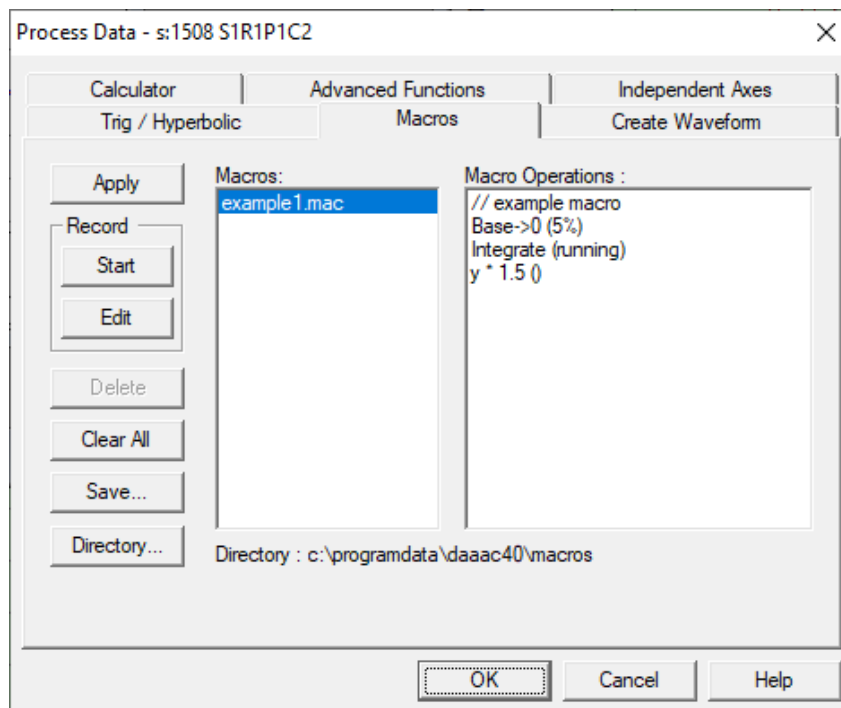 Process Data - s:1508 S1R1P1C2
Calculator
Advanced Functions
Independent Axes
Trig / Hyperbolic
Macros
Create Waveform
Apply
Record
Start
Edit
Delete
Clear All
Save...
Directory...
Macros:
example1.mac
Macro Operations :
// example macro
Base->0 (5%)
Integrate (running)
y * 1.5 ()
Directory : c:\programdata\daaac40\macros
OK
Cancel
Help